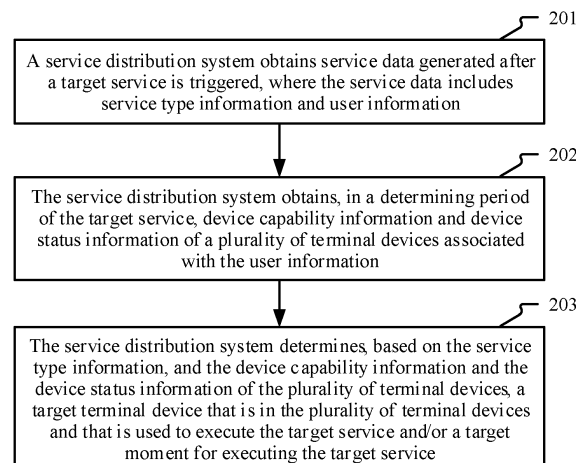 201
A service distribution system obtains service data generated after
a target service is triggered, where the service data includes
service type information and user information
202
The service distribution system obtains, in a determining period
of the target service, device capability information and device
status information of a plurality of terminal devices associated
with the user information
203
The service distribution system determines, based on the service
type information, and the device capability information and the
device status information of the plurality of terminal devices, a
target terminal device that is in the plurality of terminal devices
and that is used to execute the target service and/or a target
moment for executing the target service